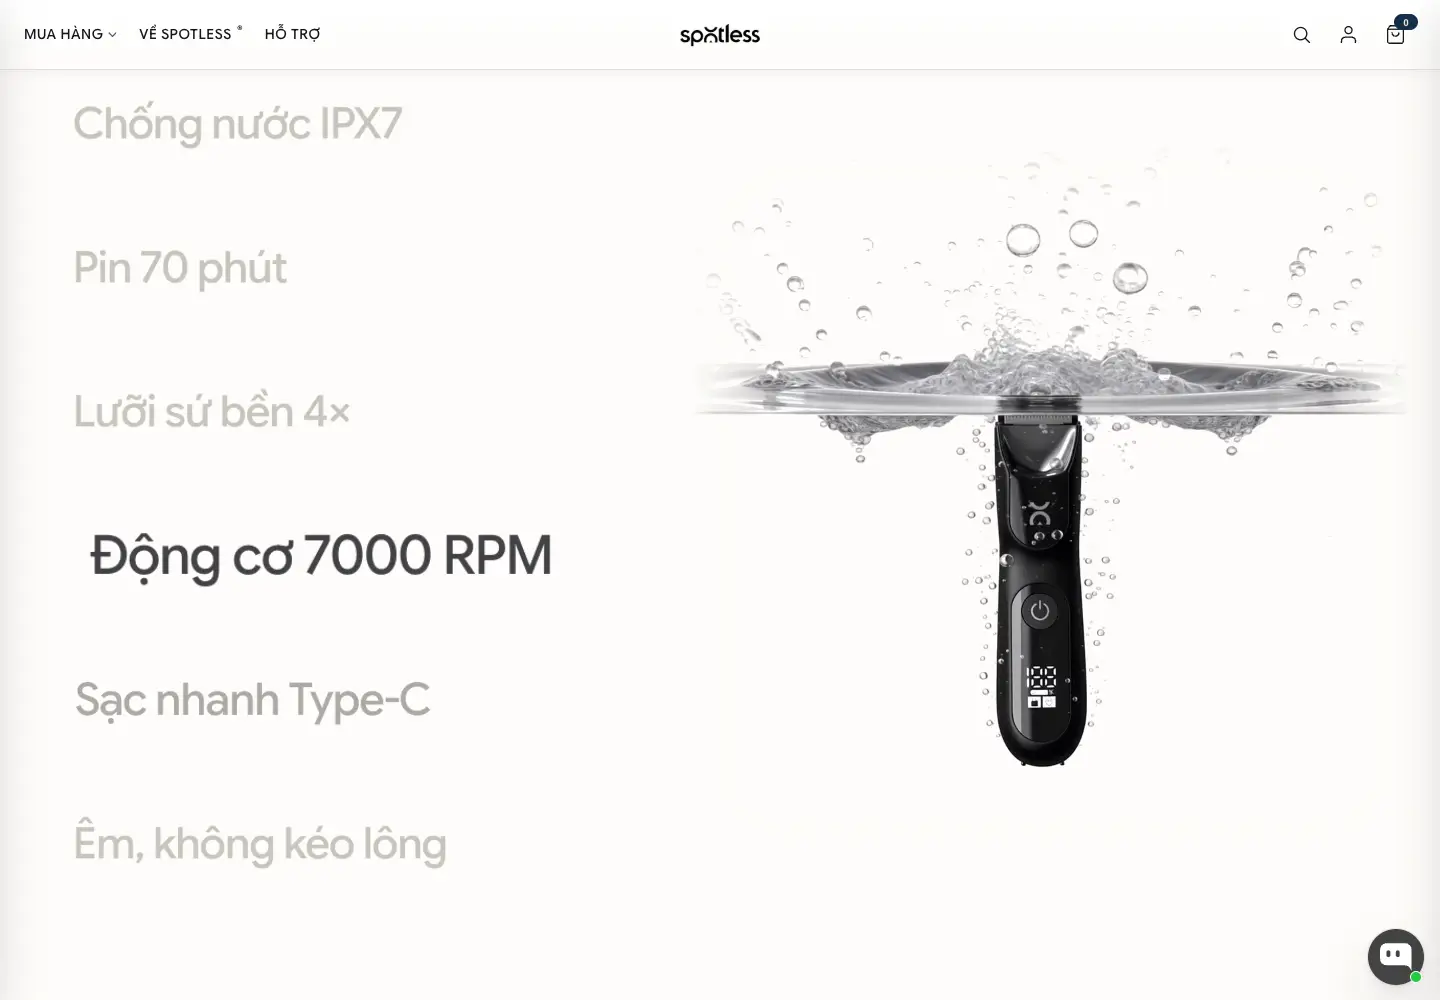 MUA HÀNG
VỀ SPOTLESS ®
HỖ TRỢ
spotless
0
Chống nước IPX7
Pin 70 phút
Lưỡi sứ bền 4×
Động cơ 7000 RPM
Sạc nhanh Type-C
Êm, không kéo lông